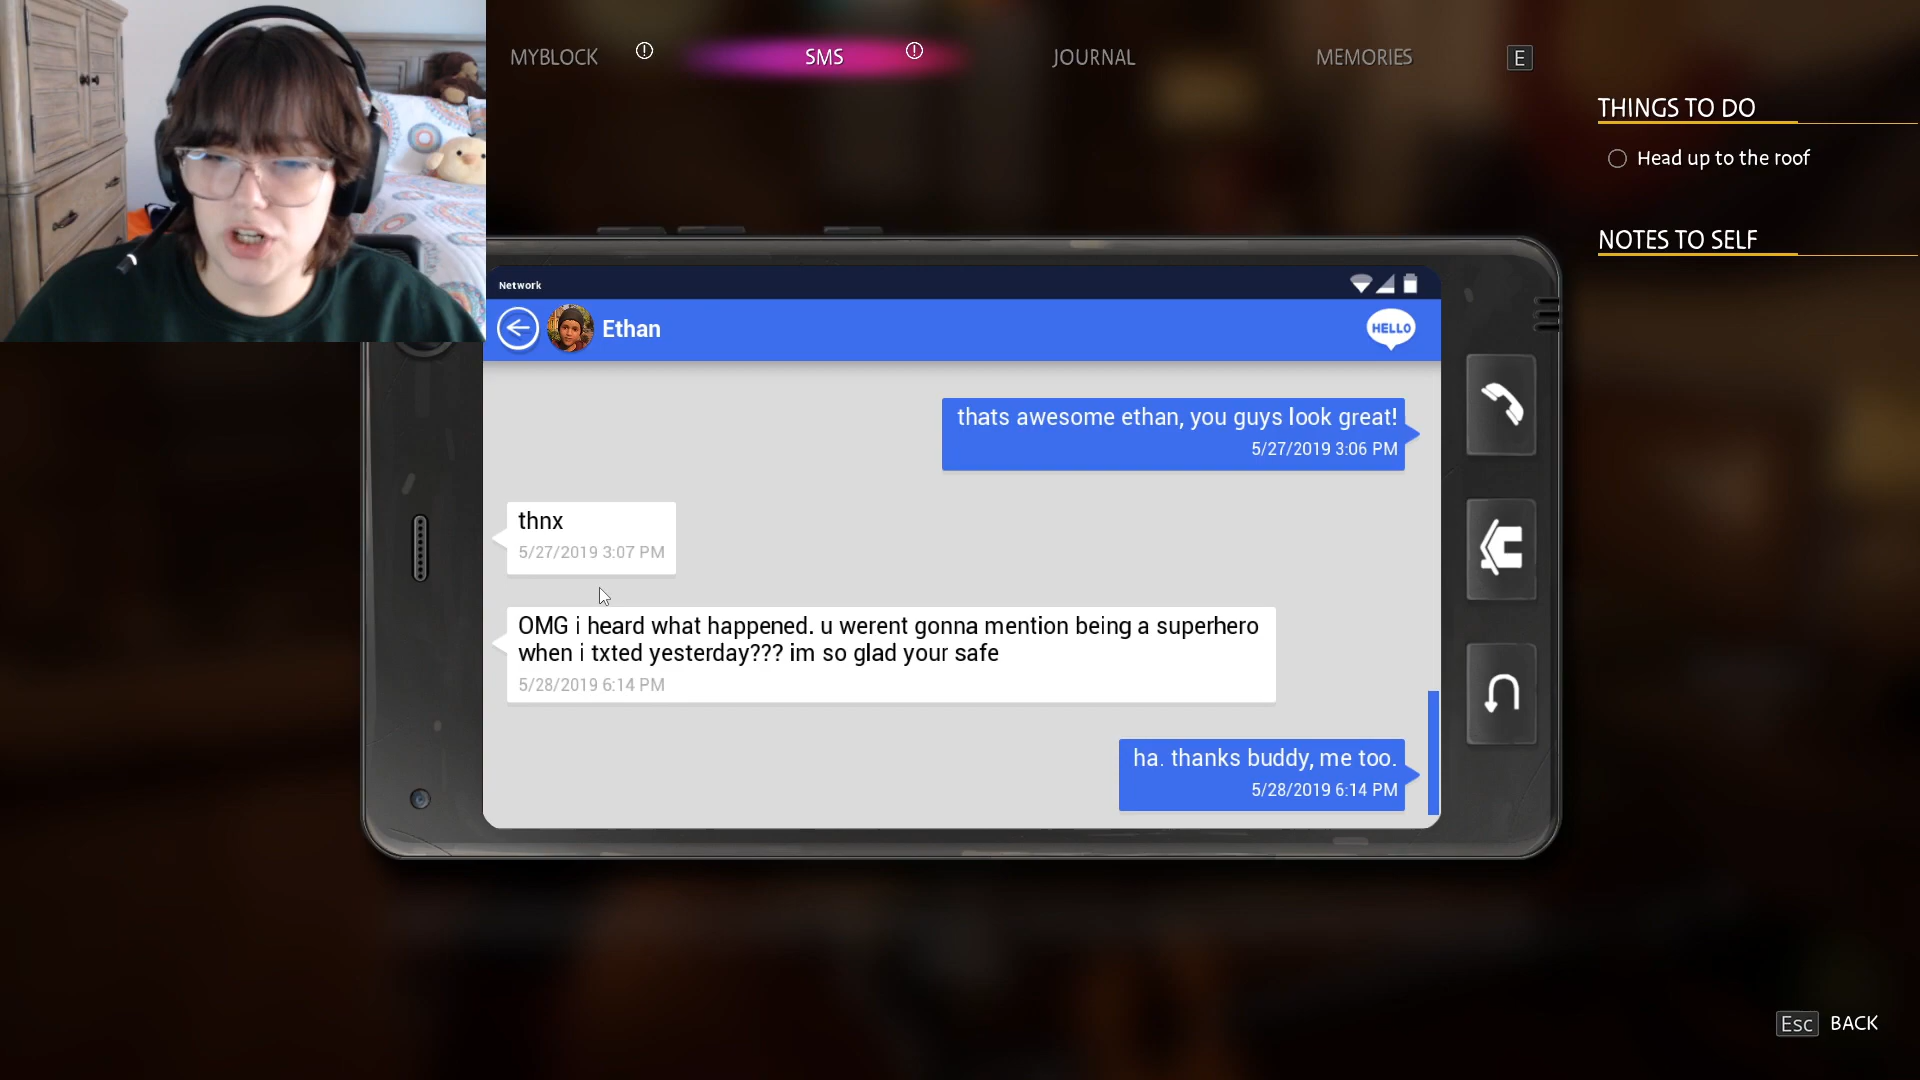 MYBLOCK
SMS
JOURNAL
MEMORIES
E
THINGS TO DO
Head up to the roof
NOTES TO SELF
Network
Ethan
HELLO
thats awesome ethan, you guys look great!
5/27/2019 3:06 PM
thnx
5/27/2019 3:07 PM
OMG i heard what happened. u werent gonna mention being a superhero
when i txted yesterday??? im so glad your safe
5/28/2019 6:14 PM
ha. thanks buddy, me too.
5/28/2019 6:14 PM
Esc BACK